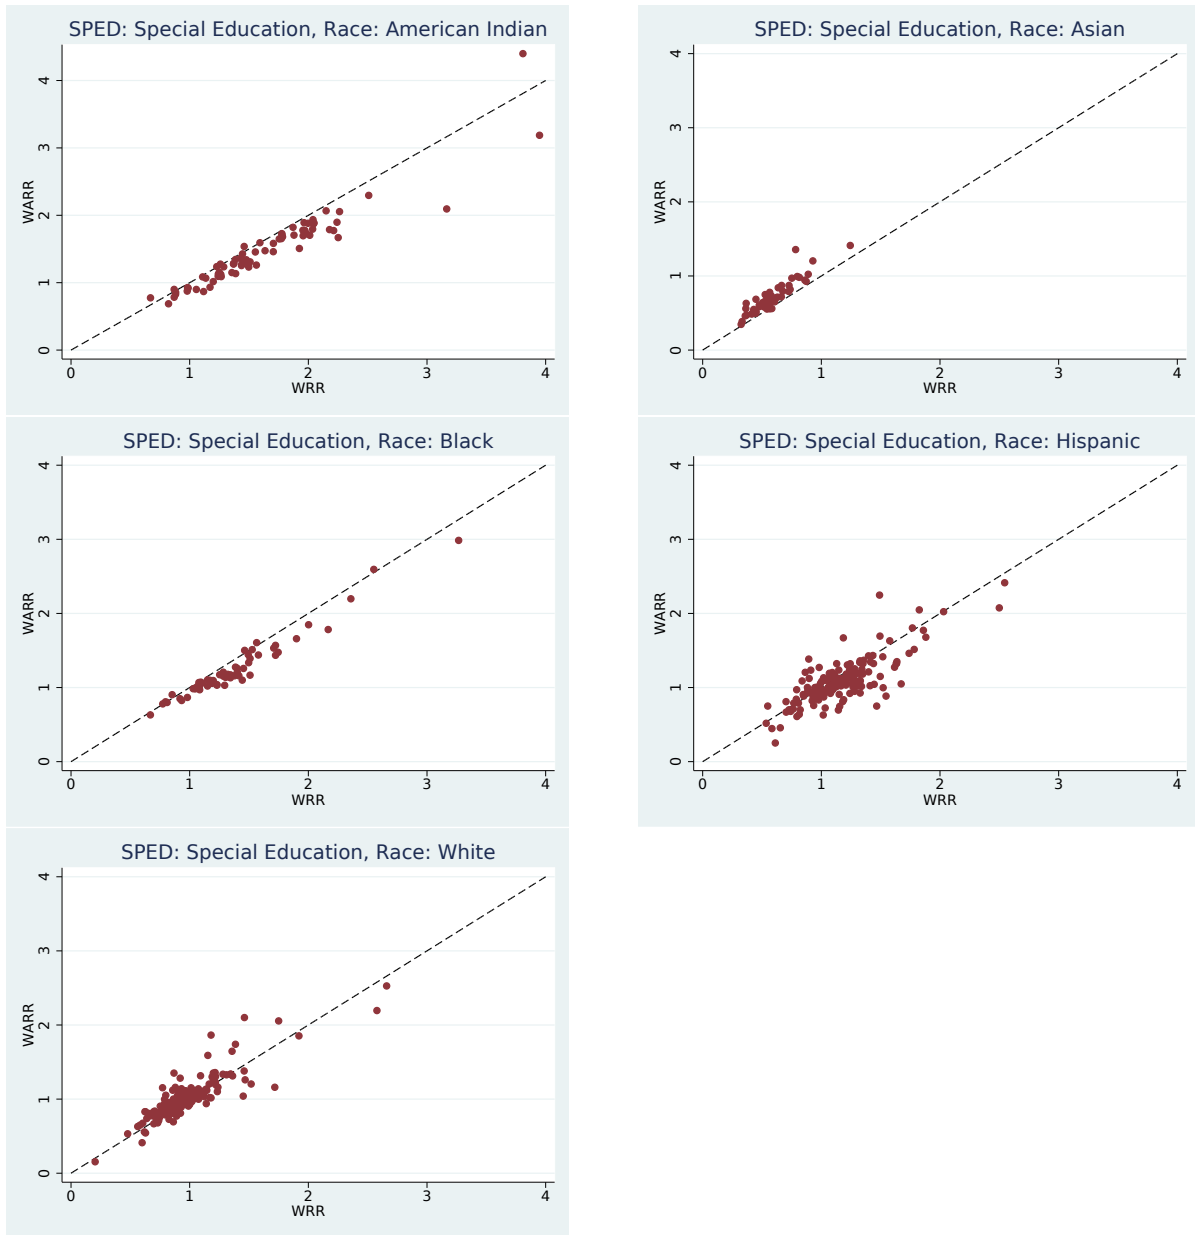 SPED: Special Education, Race: American Indian
WARR
4
3
2
1
0
0 1 2 3 4
WRR
SPED: Special Education, Race: Asian
WARR
4
3
2
1
0
0 1 2 3 4
WRR
SPED: Special Education, Race: Black
WARR
4
3
2
1
0
0 1 2 3 4
WRR
SPED: Special Education, Race: Hispanic
WARR
4
3
2
1
0
0 1 2 3 4
WRR
SPED: Special Education, Race: White
WARR
4
3
2
1
0
0 1 2 3 4
WRR